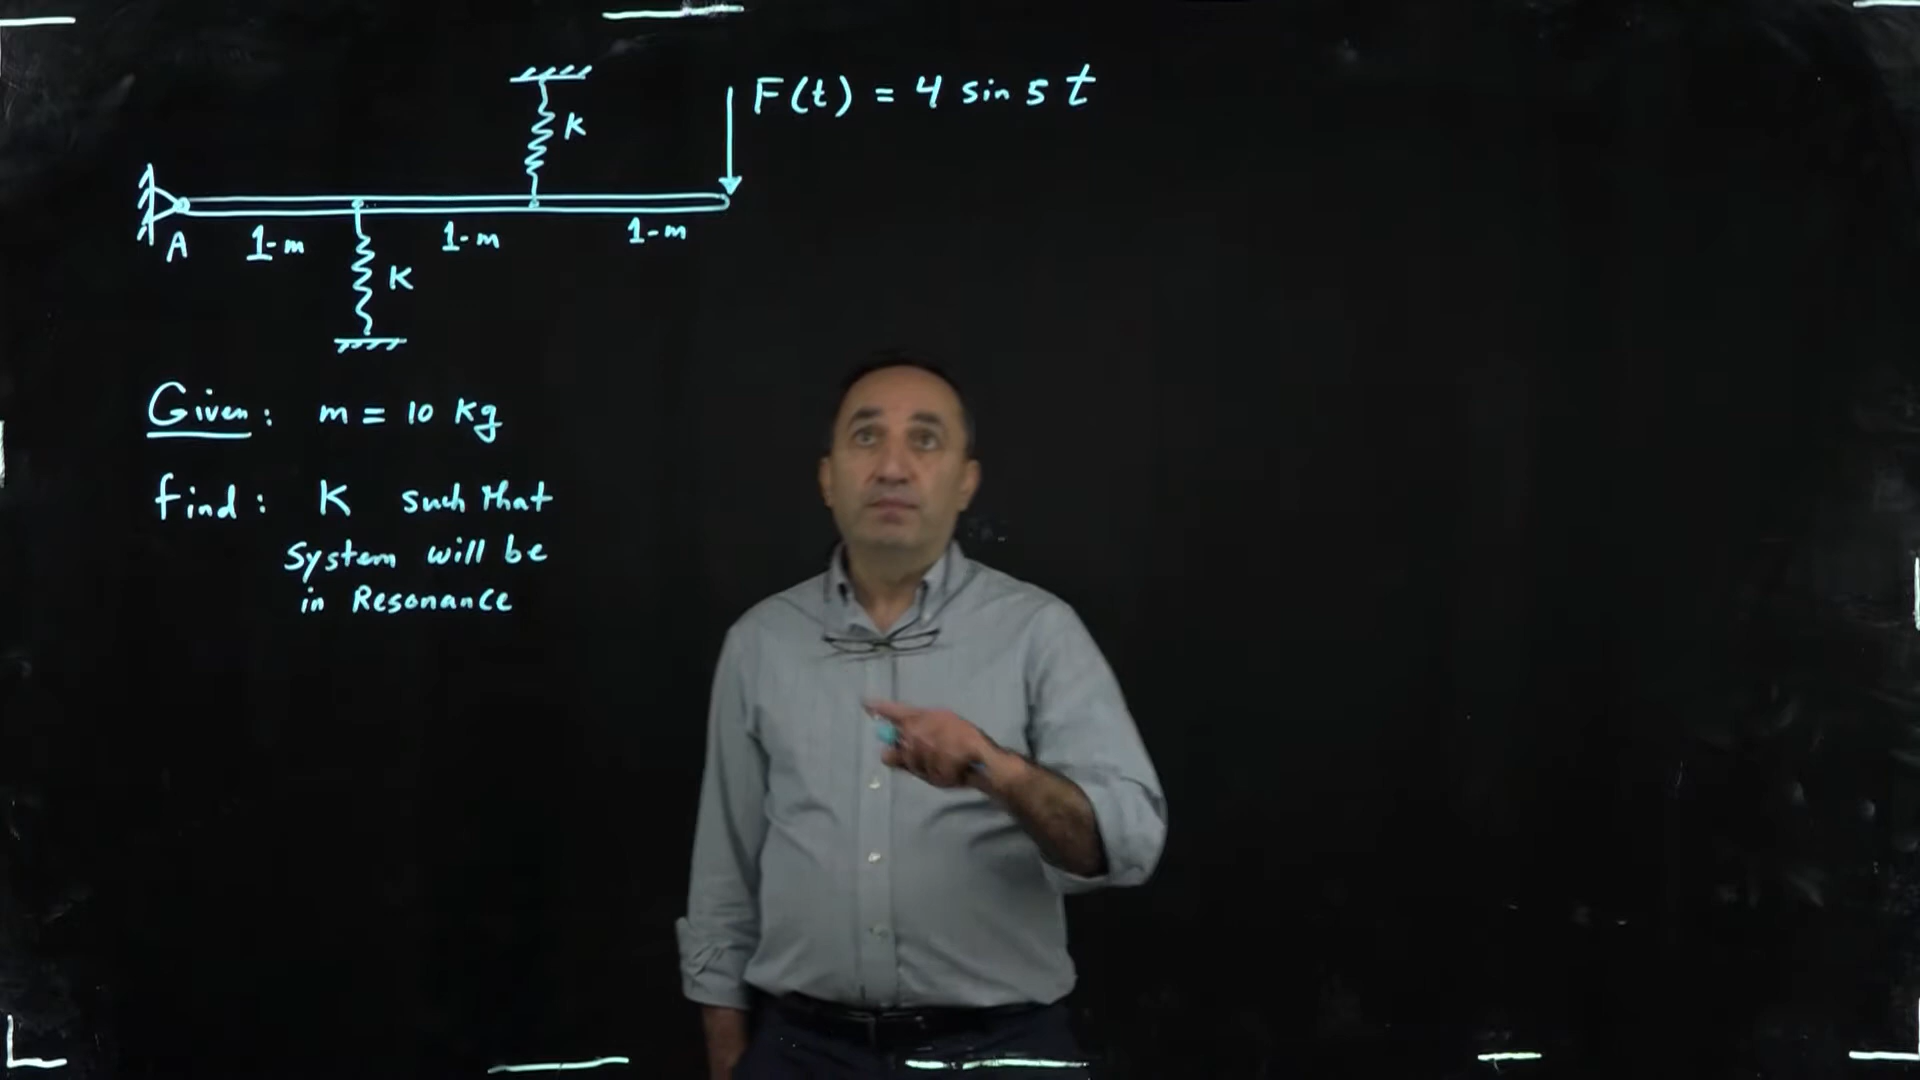 F(t) = 4 sin 5 t
K
A
1-m
1-m
1-m
K
Given: m = 10 kg
find: K such that
System will be
in Resonance